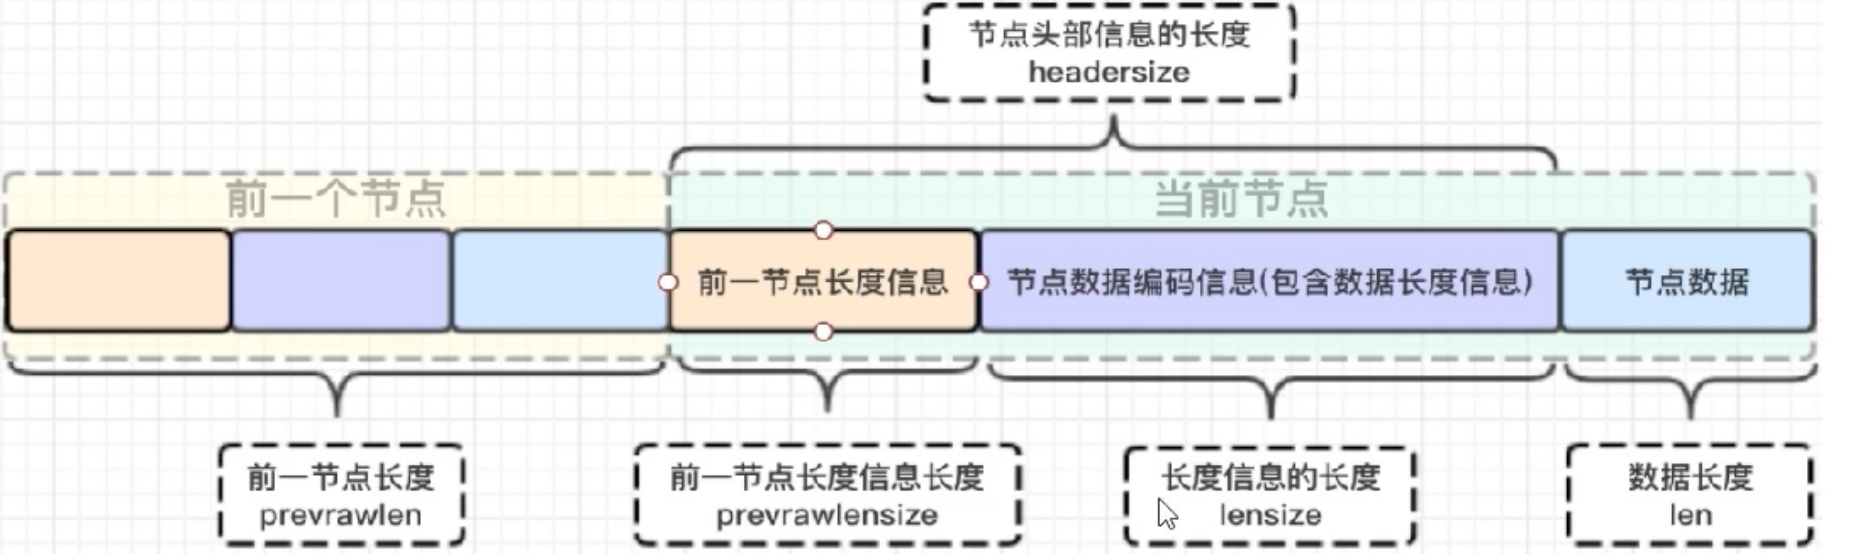 节点头部信息的长度
headersize
前一个节点
当前节点
前一节点长度信息
节点数据编码信息(包含数据长度信息)
节点数据
前一节点长度
prevrawlen
前一节点长度信息长度
prevrawlensize
长度信息的长度
lensize
数据长度
len